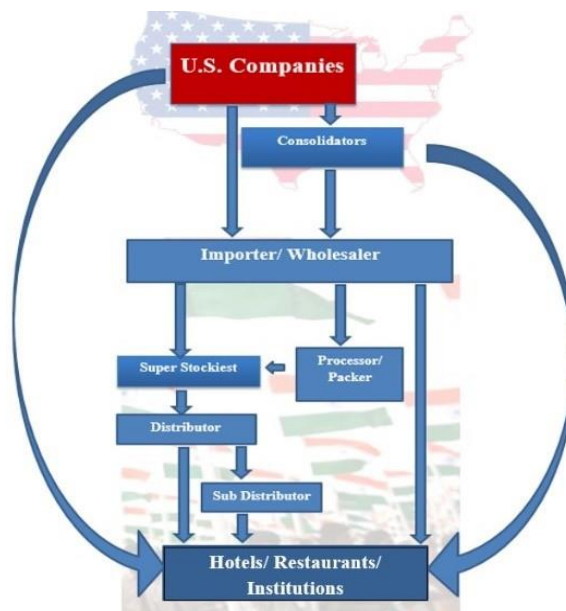 U.S. Companies
Consolidators
Importer/ Wholesaler
Super Stockiest
Processor/
Packer
Distributor
Sub Distributor
Hotels/ Restaurants/
Institutions